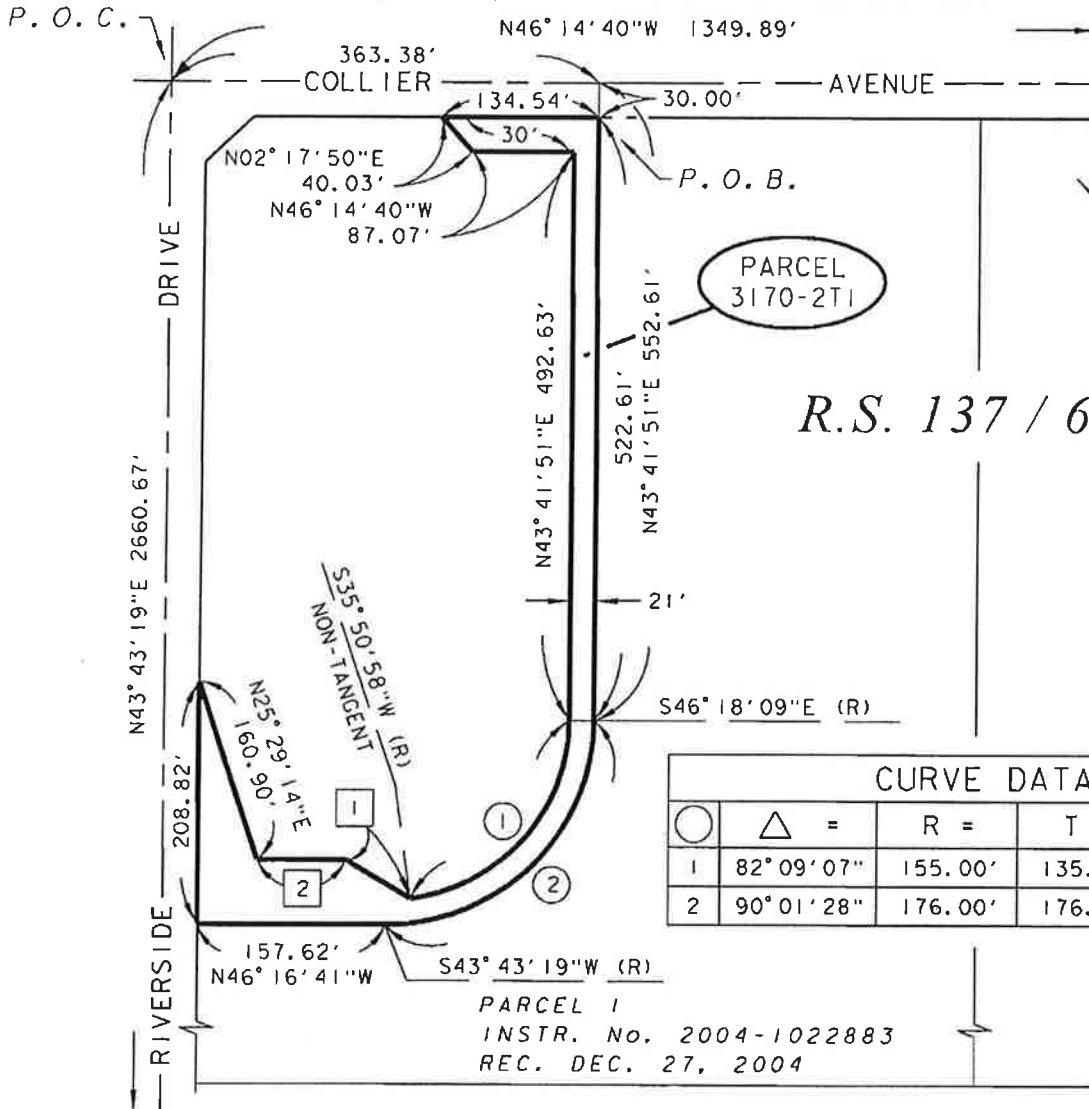 P. O. C.
N46° 14' 40"W 1349.89'
363.38'
COLLIER
AVENUE
134.54'
30.00'
30'
N02° 17' 50"E
40.03'
N46° 14' 40"W
87.07'
P. O. B.
DRIVE
PARCEL
3170-2T1
N43° 41' 51"E 492.63'
522.61'
N43° 41' 51"E 552.61'
R.S. 137 / 6
N43° 43' 19"E 2660.67'
21'
S35° 50' 58"W (R)
NON-TANGENT
S46° 18' 09"E (R)
N25° 29' 14"E
160.90'
208.82'
1
2
1
2
CURVE DATA
△ = R = T
1 82° 09' 07" 155.00' 135.
2 90° 01' 28" 176.00' 176.
157.62'
N46° 16' 41"W
S43° 43' 19"W (R)
RIVERSIDE
PARCEL 1
INSTR. No. 2004-1022883
REC. DEC. 27, 2004